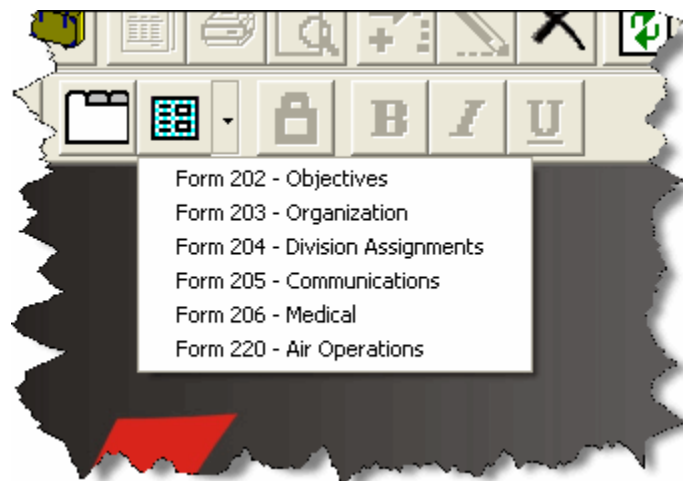 B I U
Form 202 - Objectives
Form 203 - Organization
Form 204 - Division Assignments
Form 205 - Communications
Form 206 - Medical
Form 220 - Air Operations